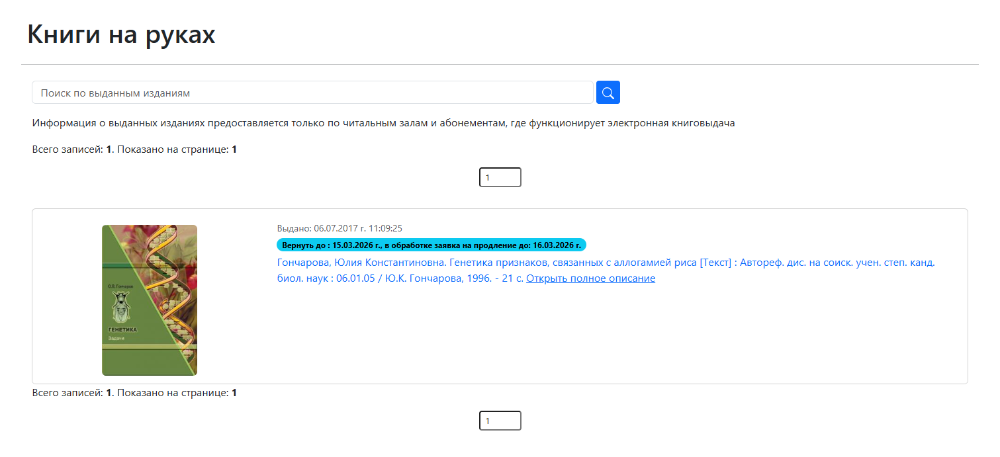 Книги на руках
Поиск по выданным изданиям
Информация о выданных изданиях предоставляется только по читальным залам и абонементам, где функционирует электронная книговыдача
Всего записей: 1. Показано на странице: 1
1
О.В. Гончаров
ГЕНЕТИКА
Задачи
Выдано: 06.07.2017 г. 11:09:25
Вернуть до : 15.03.2026 г., в обработке заявка на продление до: 16.03.2026 г.
Гончарова, Юлия Константиновна. Генетика признаков, связанных с аллогамией риса [Текст] : Автореф. дис. на соиск. учен. степ. канд.
биол. наук : 06.01.05 / Ю.К. Гончарова, 1996. - 21 с. Открыть полное описание
Всего записей: 1. Показано на странице: 1
1